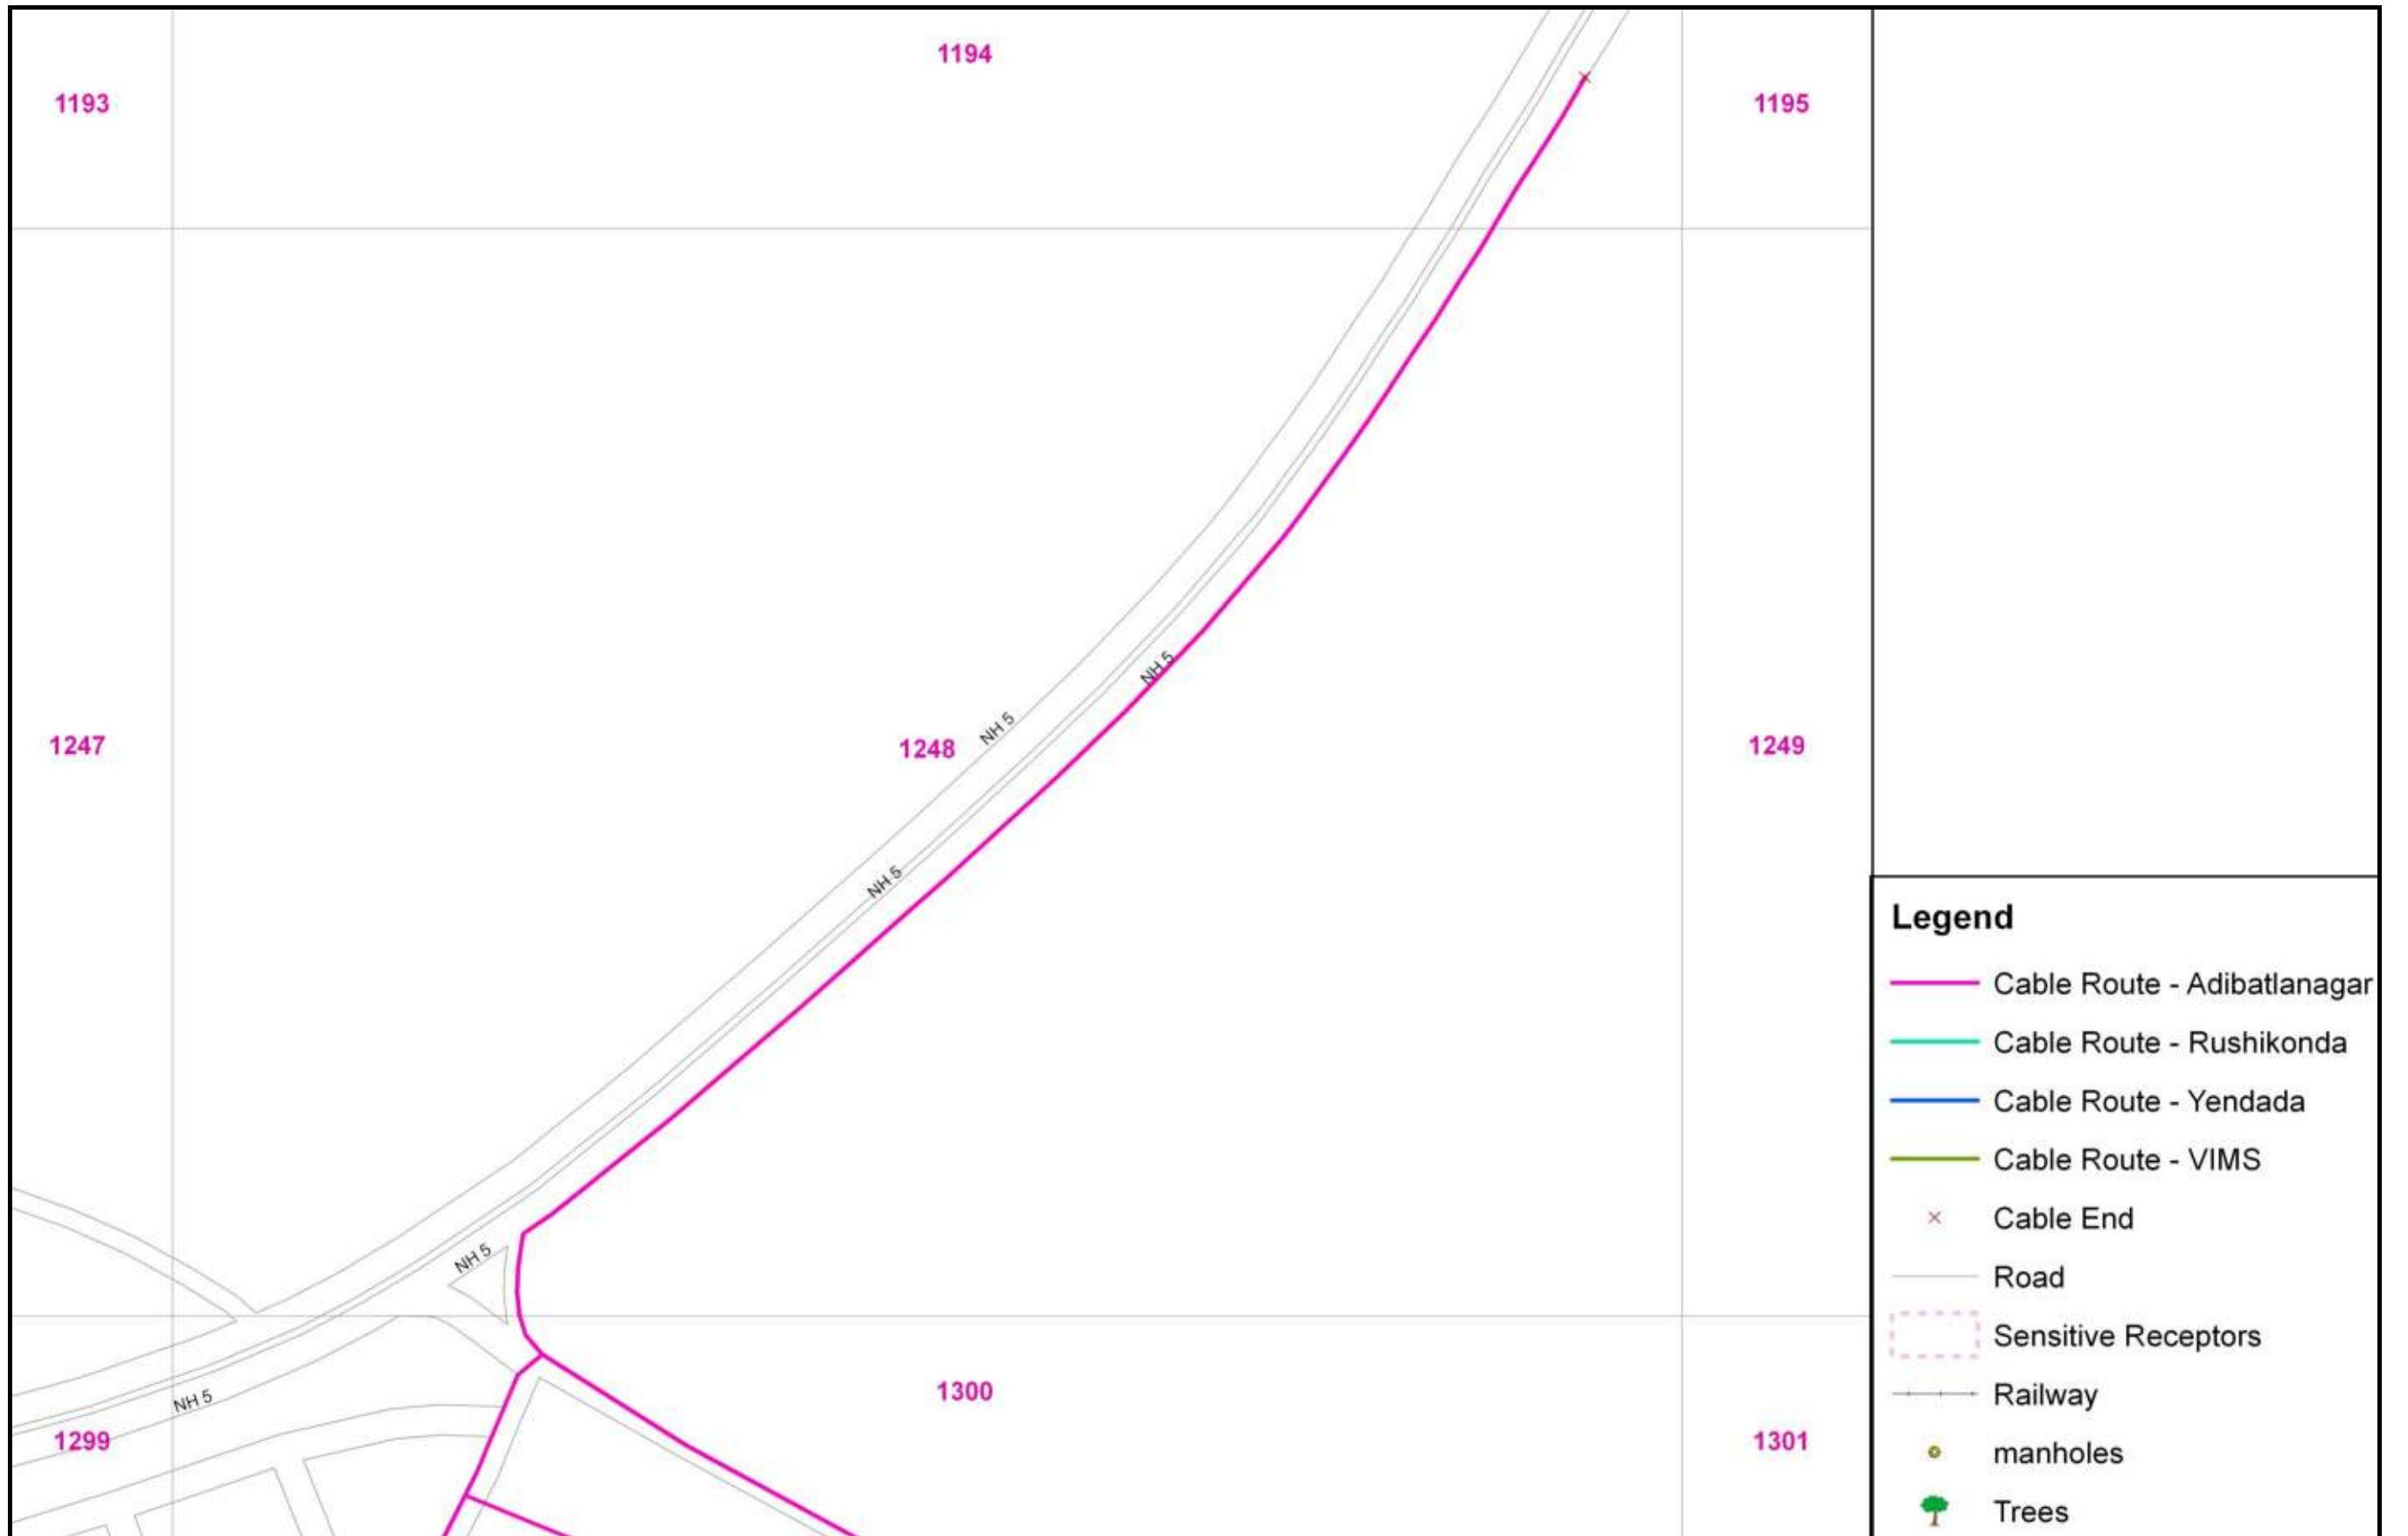 1194
1193
1195
NH 5
NH 5
1247
1248
1249
NH 5
Legend
Cable Route - Adibatlanagar
Cable Route - Rushikonda
Cable Route - Yendada
Cable Route - VIMS
Cable End
NH 5
Road
Sensitive Receptors
1300
Railway
NH 5
1299
1301
manholes
Trees